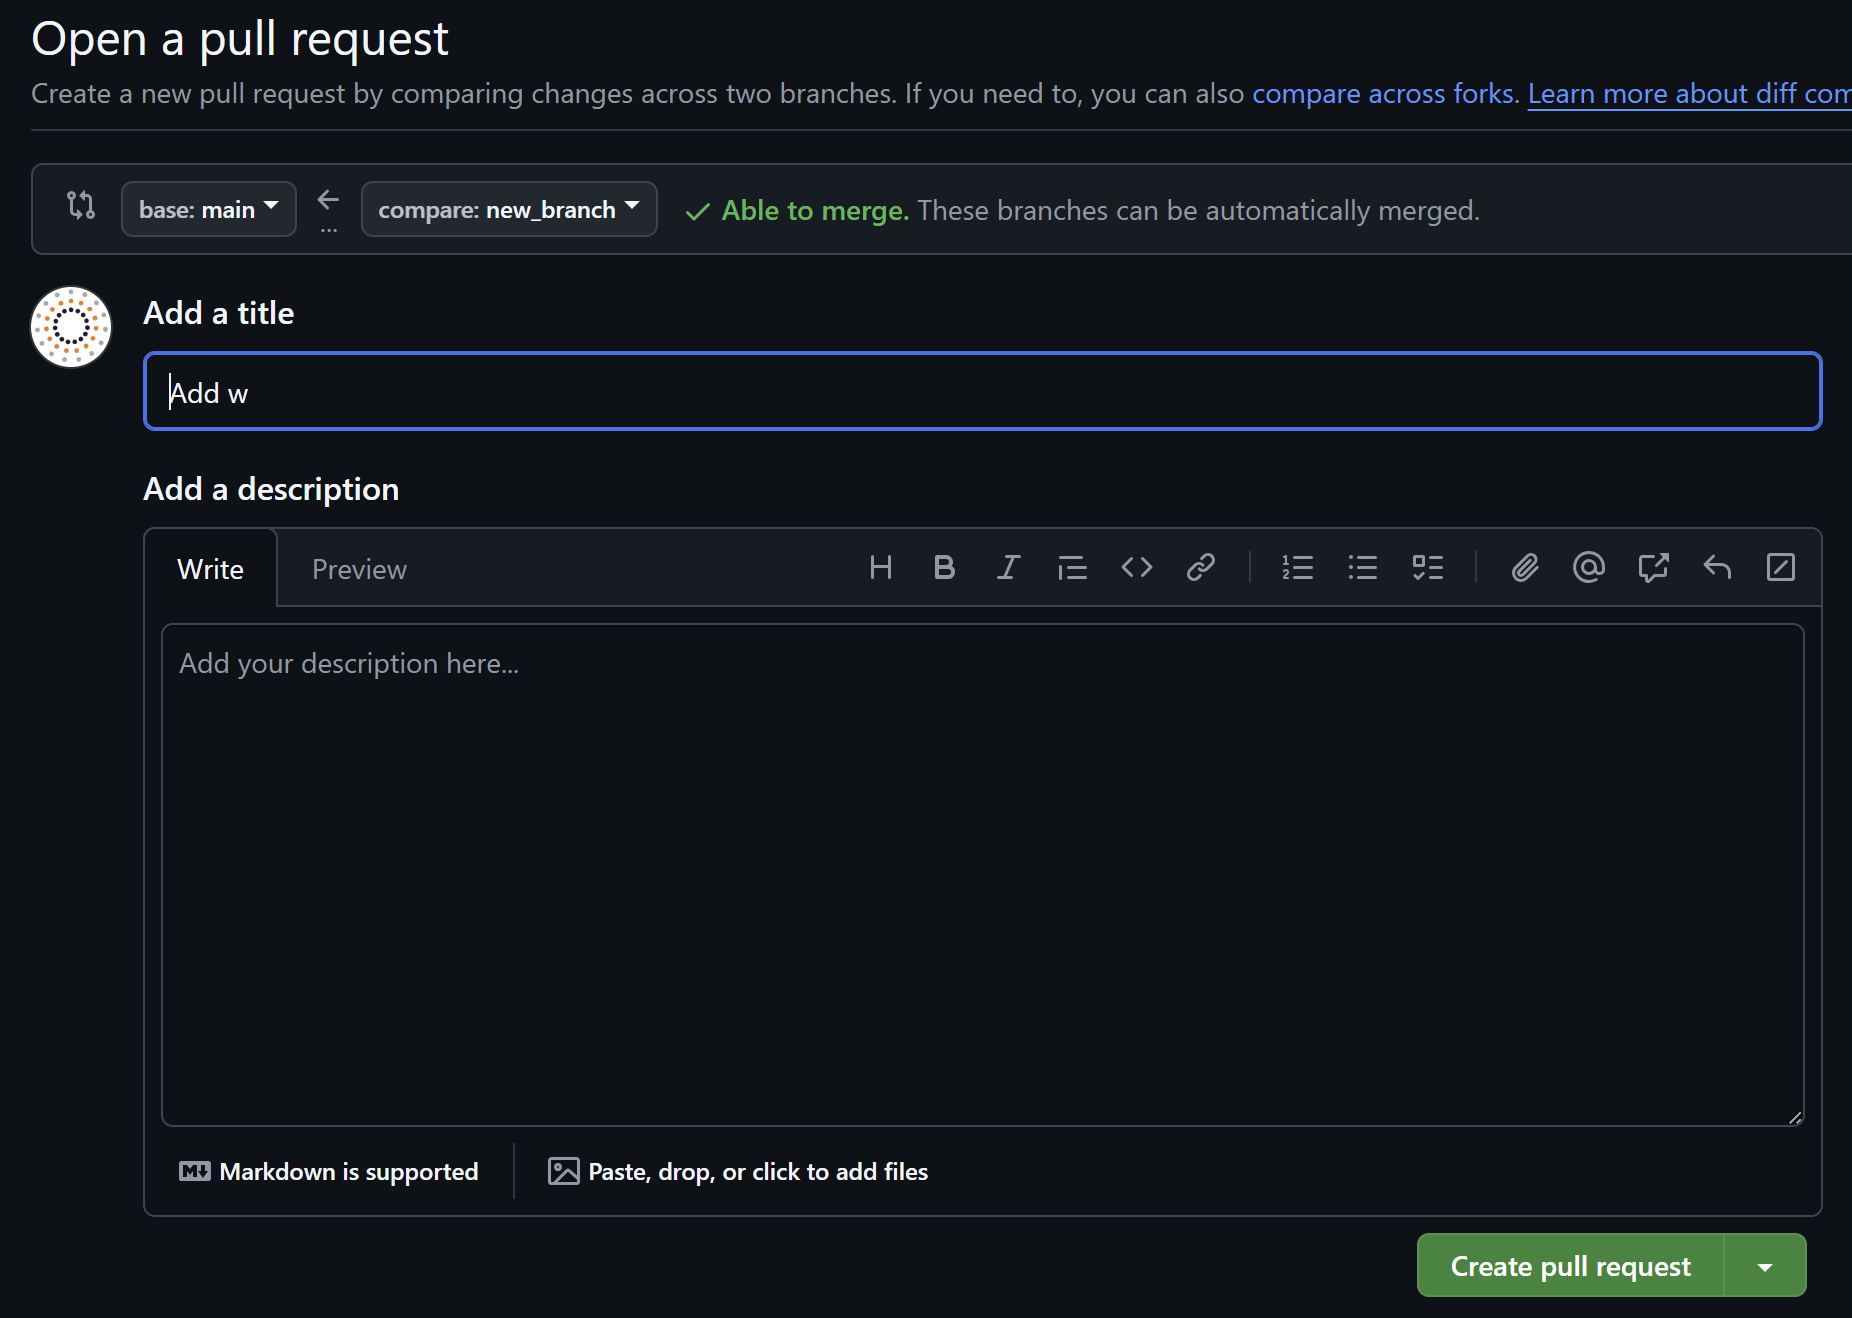 Open a pull request
Create a new pull request by comparing changes across two branches. If you need to, you can also compare across forks. Learn more about diff com
base: main
...
compare: new_branch
Able to merge. These branches can be automatically merged.
Add a title
Add w
Add a description
Write
Preview
Add your description here...
Markdown is supported
Paste, drop, or click to add files
Create pull request